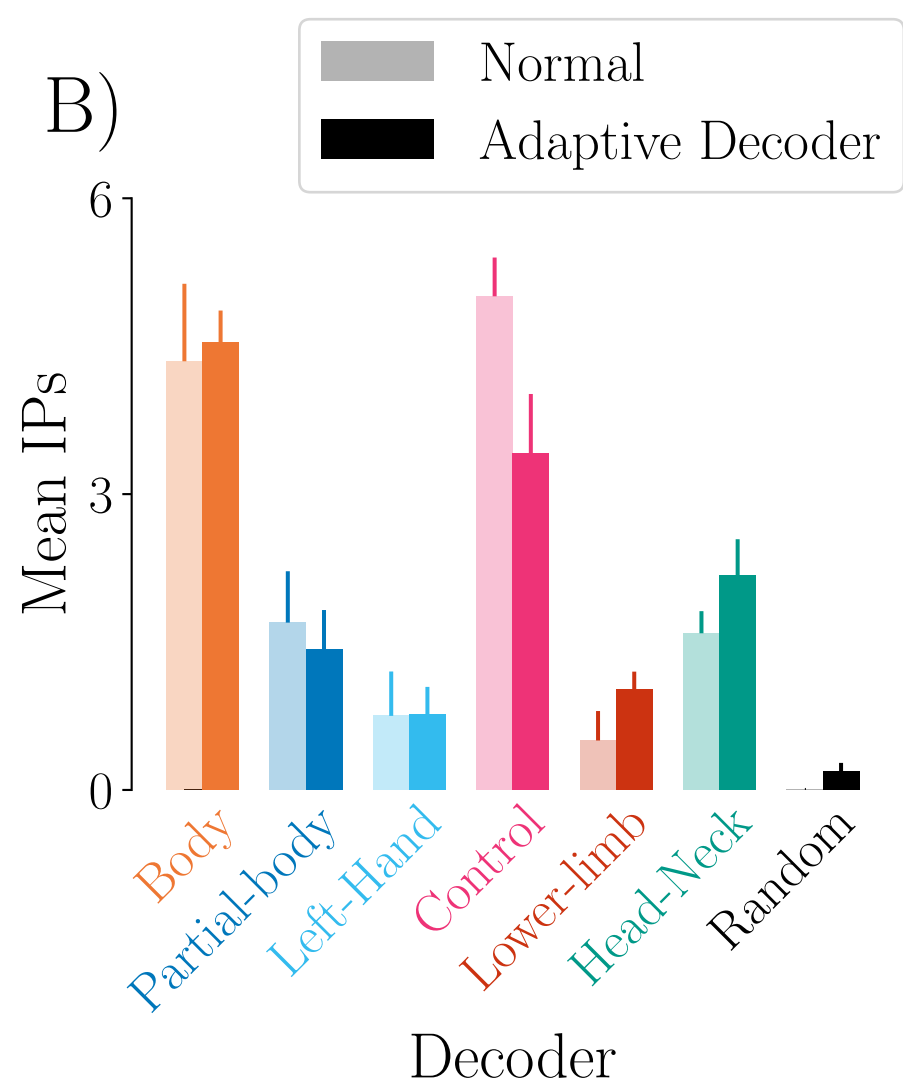 B)
Normal
Adaptive Decoder
Mean IPs
6
3
0
Body
Partial-body
Left-Hand
Control
Lower-limb
Head-Neck
Random
Decoder